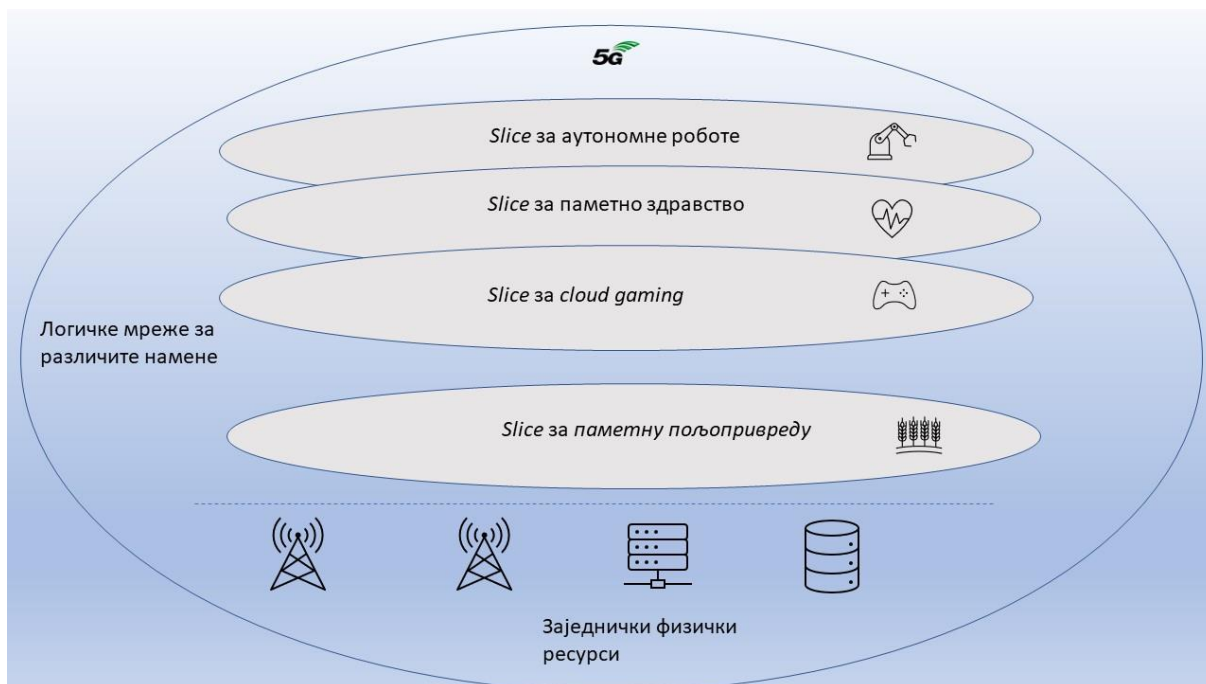 5G
Slice за аутономне роботе
Slice за паметно здравство
Slice за cloud gaming
Логичке мреже за
различите намене
Slice за паметну пољопривреду
Заједнички физички
ресурси